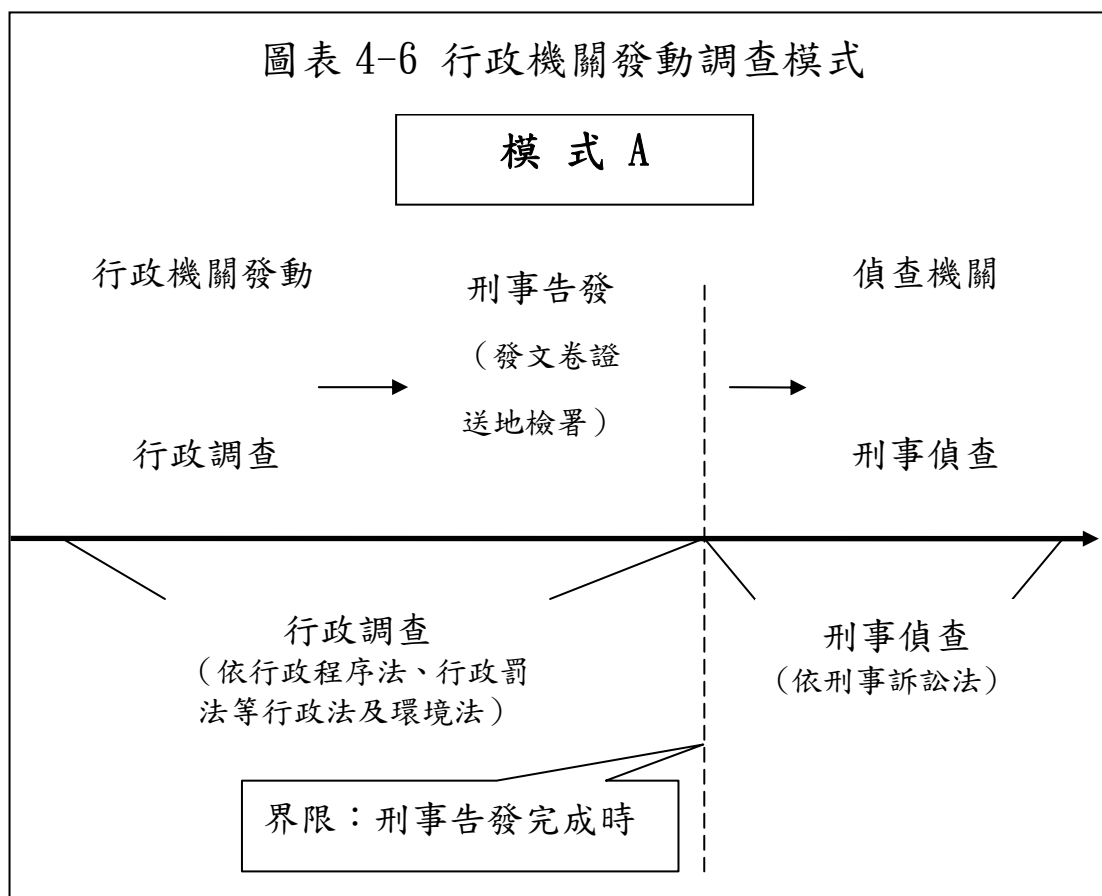 圖表 4-6 行政機關發動調查模式
模 式 A
行政機關發動
刑事告發
偵查機關
（發文卷證
送地檢署）
行政調查
刑事偵查
行政調查
（依行政程序法、行政罰
法等行政法及環境法）
刑事偵查
（依刑事訴訟法）
界限：刑事告發完成時